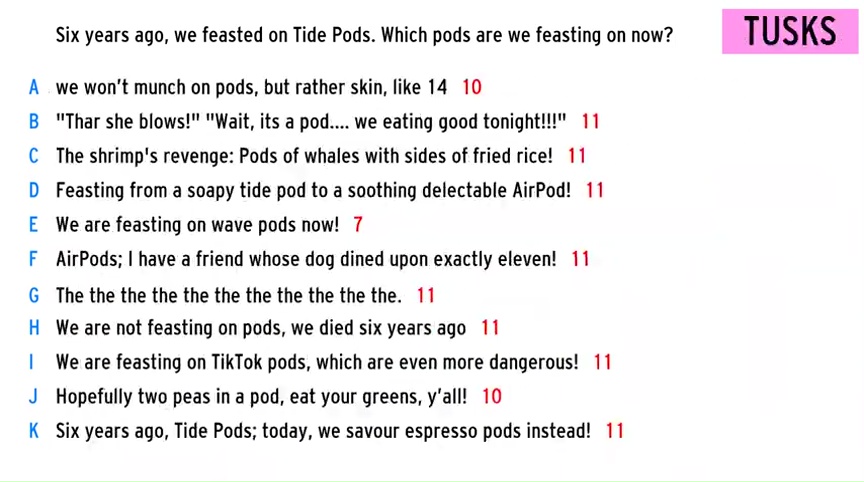 Six years ago, we feasted on Tide Pods. Which pods are we feasting on now?
TUSKS
A we won't munch on pods, but rather skin, like 14 10
B "Thar she blows!" "Wait, its a pod.... we eating good tonight!!!" 11
C The shrimp's revenge: Pods of whales with sides of fried rice! 11
D Feasting from a soapy tide pod to a soothing delectable AirPod! 11
E We are feasting on wave pods now! 7
F AirPods; I have a friend whose dog dined upon exactly eleven! 11
G The the the the the the the the the the the. 11
H We are not feasting on pods, we died six years ago 11
I We are feasting on TikTok pods, which are even more dangerous! 11
J Hopefully two peas in a pod, eat your greens, y'all! 10
K Six years ago, Tide Pods; today, we savour espresso pods instead! 11